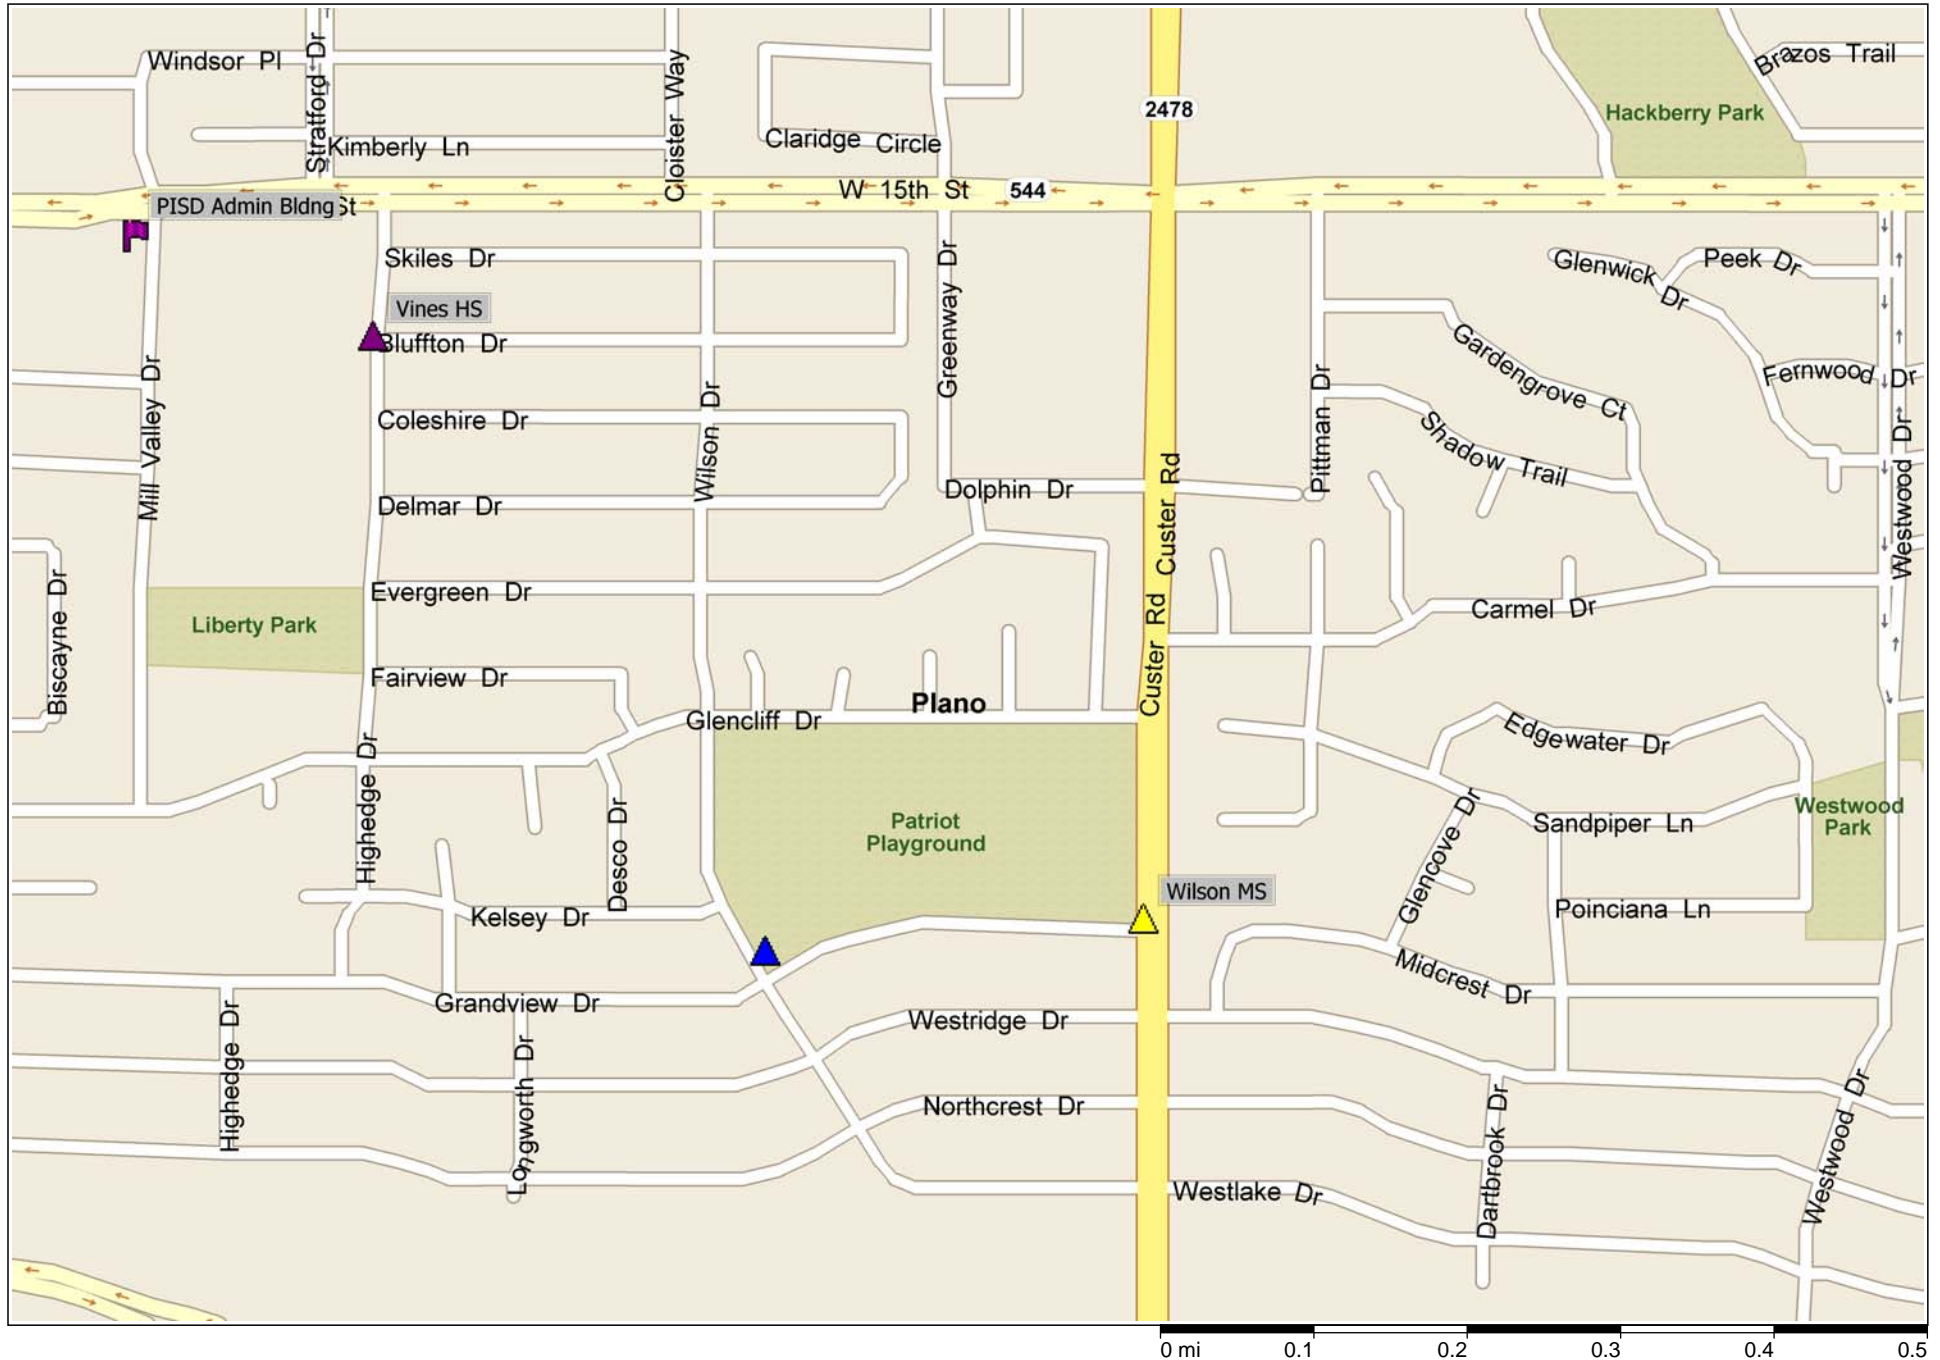 Windsor Pl
Stratford Dr
Cloister Way
2478
Brazos Trail
Hackberry Park
Kimberly Ln
Claridge Circle
W 15th St
544
PISD Admin Bldng
St
Skiles Dr
Greenway Dr
Glenwick Dr
Peek Dr
Vines HS
Bluffton Dr
Gardengrove Ct
Fernwood Dr
Mill Valley Dr
Wilson Dr
Pittman Dr
Coleshire Dr
Shadow Trail
Westwood Dr
Delmar Dr
Dolphin Dr
Custer Rd
Custer Rd
Custer Rd
Biscayne Dr
Evergreen Dr
Carmel Dr
Liberty Park
Fairview Dr
Plano
Glencliff Dr
Edgewater Dr
Highedge Dr
Desco Dr
Patriot
Playground
Glencove Dr
Sandpiper Ln
Westwood
Park
Wilson MS
Kelsey Dr
Poinciana Ln
Midcrest Dr
Grandview Dr
Highedge Dr
Longworth Dr
Westridge Dr
Northcrest Dr
Dartbrook Dr
Westwood Dr
Westlake Dr
0 mi 0.1 0.2 0.3 0.4 0.5